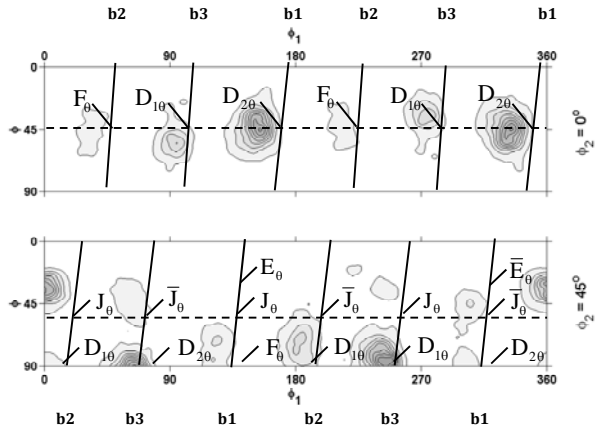 b2 b3 b1 b2 b3 b1
ϕ1
0 90 180 270 360
0
Fθ D1θ D2θ Fθ D1θ D2θ
Φ 45
90
ϕ2 = 0°
0
Eθ E̅θ
Φ 45
Jθ J̅θ Jθ J̅θ Jθ J̅θ
D1θ D2θ Fθ D1θ D1θ D2θ
90
ϕ2 = 45°
0 90 180 270 360
ϕ1
b2 b3 b1 b2 b3 b1